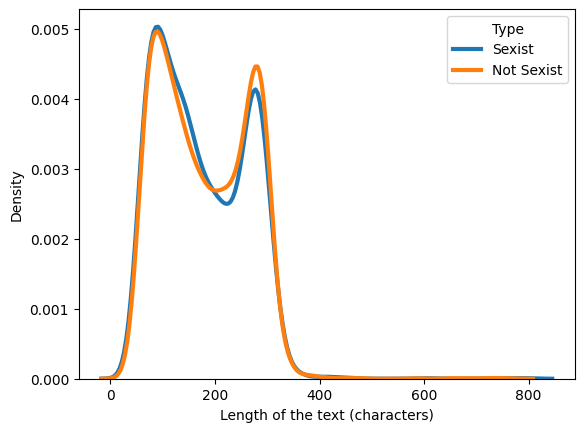 Type
Sexist
Not Sexist
0.005
0.004
0.003
0.002
0.001
0.000
Density
0
200
400
600
800
Length of the text (characters)